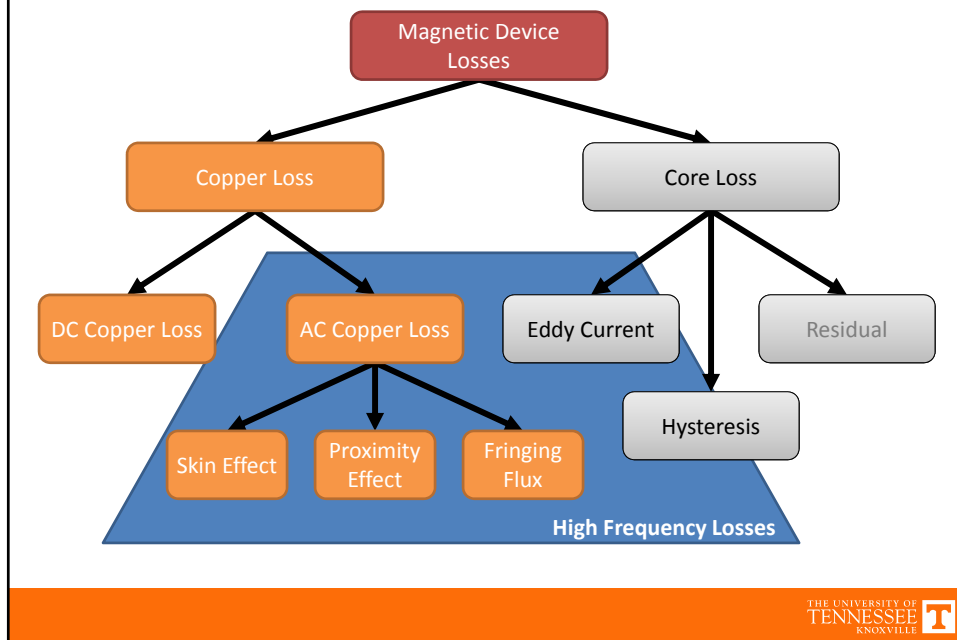 Magnetic Device
Losses
Copper Loss
Core Loss
DC Copper Loss
AC Copper Loss
Eddy Current
Residual
Hysteresis
Skin Effect
Proximity
Effect
Fringing
Flux
High Frequency Losses
THE UNIVERSITY OF
TENNESSEE
KNOXVILLE
T